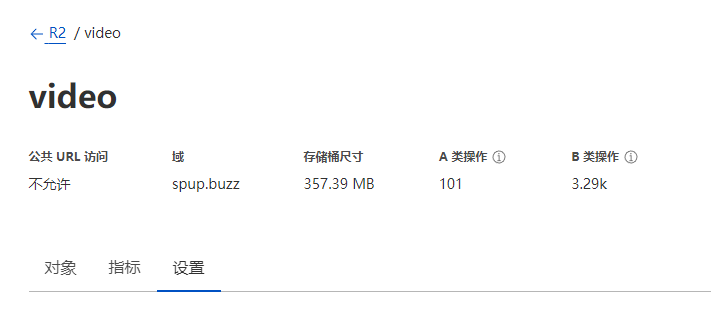 ← R2 / video
video
公共 URL 访问 域 存储桶尺寸 A 类操作 B 类操作
不允许 spup.buzz 357.39 MB 101 3.29k
对象 指标 设置